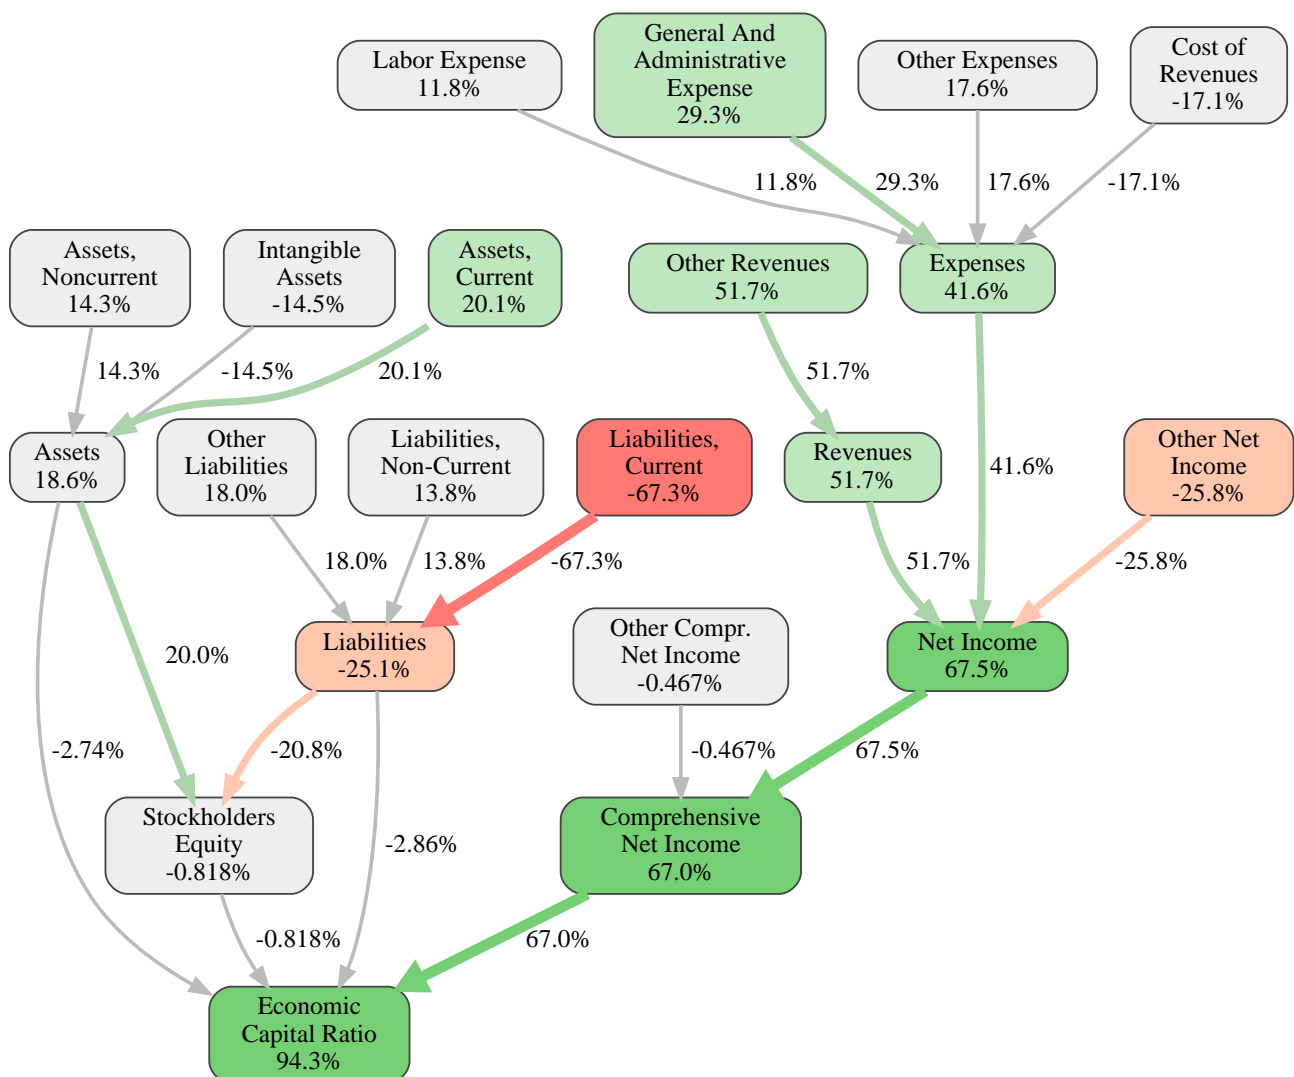 Labor Expense
11.8%
General And
Administrative
Expense
29.3%
Other Expenses
17.6%
Cost of
Revenues
-17.1%
11.8%
29.3%
17.6%
-17.1%
Assets,
Noncurrent
14.3%
Intangible
Assets
-14.5%
Assets,
Current
20.1%
Other Revenues
51.7%
Expenses
41.6%
14.3%
-14.5%
20.1%
51.7%
41.6%
Assets
18.6%
Other
Liabilities
18.0%
Liabilities,
Non-Current
13.8%
Liabilities,
Current
-67.3%
Revenues
51.7%
Other Net
Income
-25.8%
18.0%
13.8%
-67.3%
51.7%
-25.8%
20.0%
Liabilities
-25.1%
Other Compr.
Net Income
-0.467%
Net Income
67.5%
-2.74%
-20.8%
-2.86%
-0.467%
67.5%
Stockholders
Equity
-0.818%
Comprehensive
Net Income
67.0%
-0.818%
67.0%
Economic
Capital Ratio
94.3%